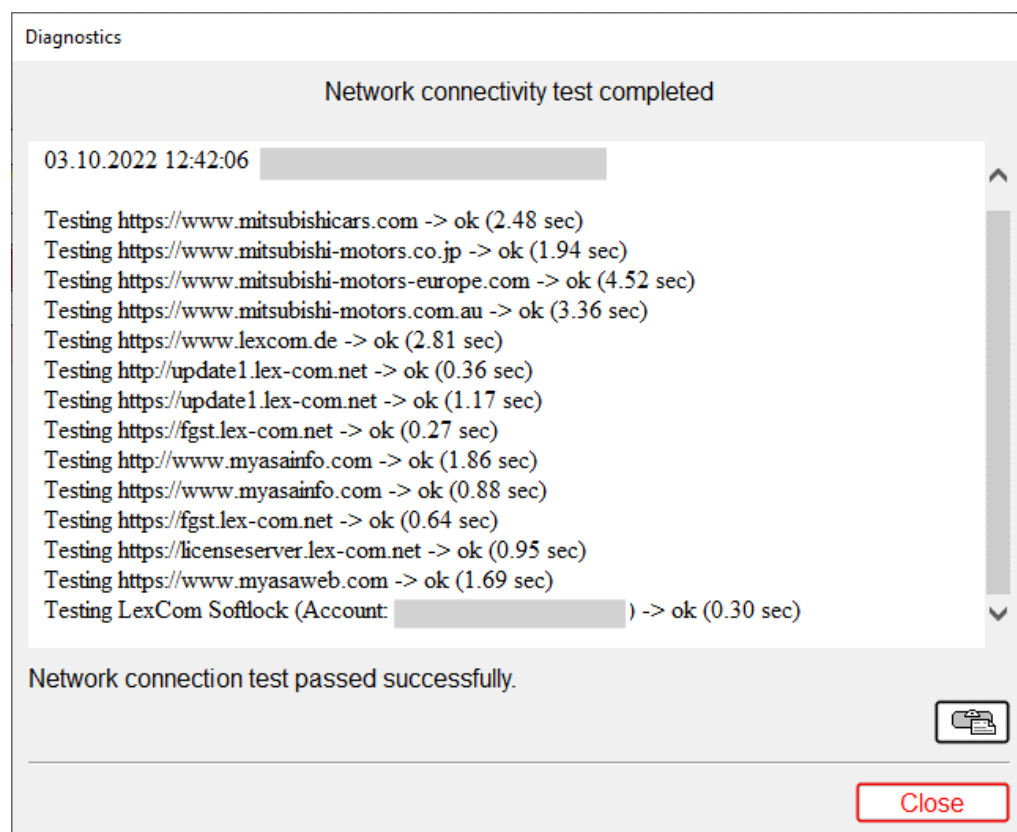 Diagnostics
Network connectivity test completed
03.10.2022 12:42:06
Testing https://www.mitsubishicars.com -> ok (2.48 sec)
Testing https://www.mitsubishi-motors.co.jp -> ok (1.94 sec)
Testing https://www.mitsubishi-motors-europe.com -> ok (4.52 sec)
Testing https://www.mitsubishi-motors.com.au -> ok (3.36 sec)
Testing https://www.lexcom.de -> ok (2.81 sec)
Testing http://update1.lex-com.net -> ok (0.36 sec)
Testing https://update1.lex-com.net -> ok (1.17 sec)
Testing https://fgst.lex-com.net -> ok (0.27 sec)
Testing http://www.myasainfo.com -> ok (1.86 sec)
Testing https://www.myasainfo.com -> ok (0.88 sec)
Testing https://fgst.lex-com.net -> ok (0.64 sec)
Testing https://licenseserver.lex-com.net -> ok (0.95 sec)
Testing https://www.myasaweb.com -> ok (1.69 sec)
Testing LexCom Softlock (Account: ) -> ok (0.30 sec)
Network connection test passed successfully.
Close